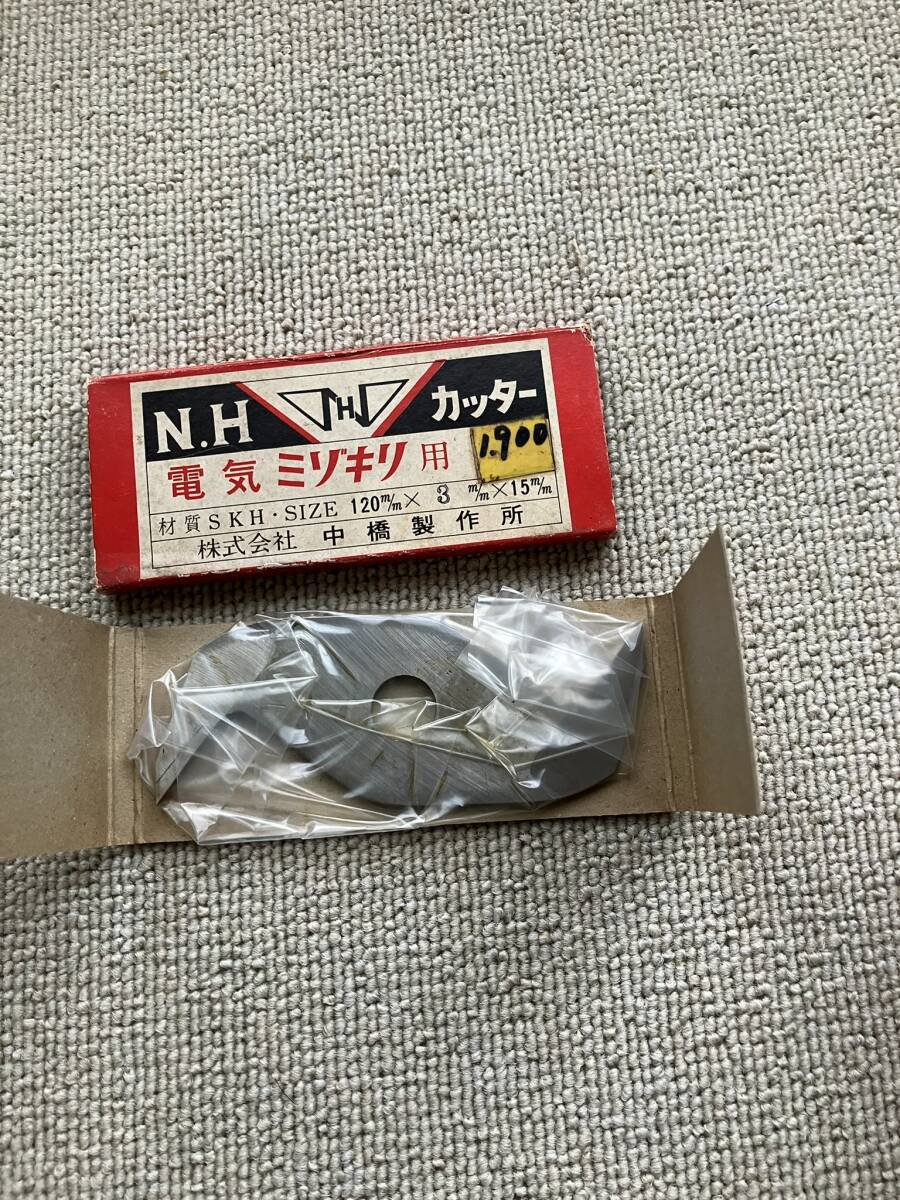 N.H NHJ カッター
1.900
電気ミゾキリ用
材質SKH・SIZE 120m/m× 3 m/m×15m/m
株式会社 中橋製作所